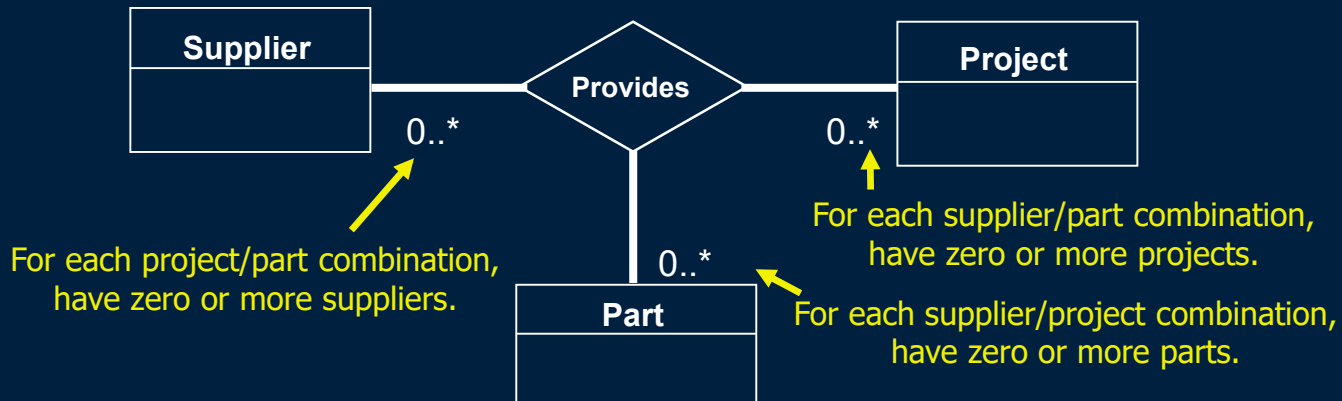 Supplier
Provides
Project
0..*
0..*
For each project/part combination,
have zero or more suppliers.
For each supplier/part combination,
have zero or more projects.
0..*
Part
For each supplier/project combination,
have zero or more parts.